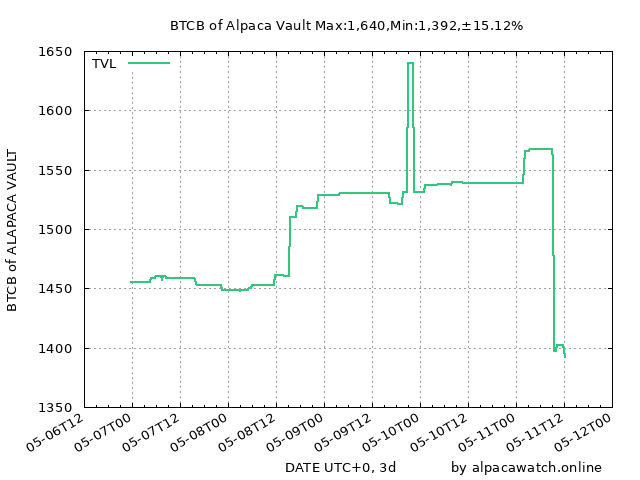 BTCB of Alpaca Vault Max:1,640,Min:1,392,±15.12%
TVL
BTCB of ALAPACA VAULT
1650
1600
1550
1500
1450
1400
1350
05-06T12
05-07T00
05-07T12
05-08T00
05-08T12
05-09T00
05-09T12
05-10T00
05-10T12
05-11T00
05-11T12
05-12T00
DATE UTC+0, 3d
by alpacawatch.online